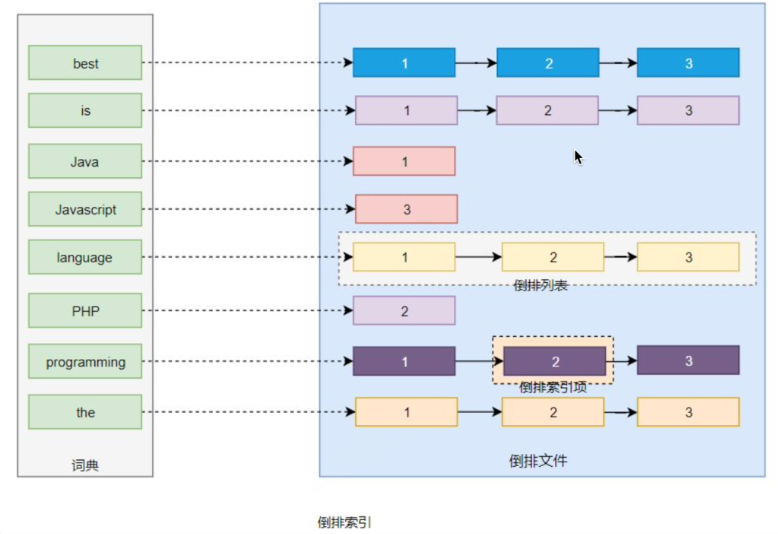 best 1 2 3
is 1 2 3
Java 1
Javascript 3
language 1 2 3
倒排列表
PHP 2
programming 1 2 3
倒排索引项
the 1 2 3
词典
倒排文件
倒排索引